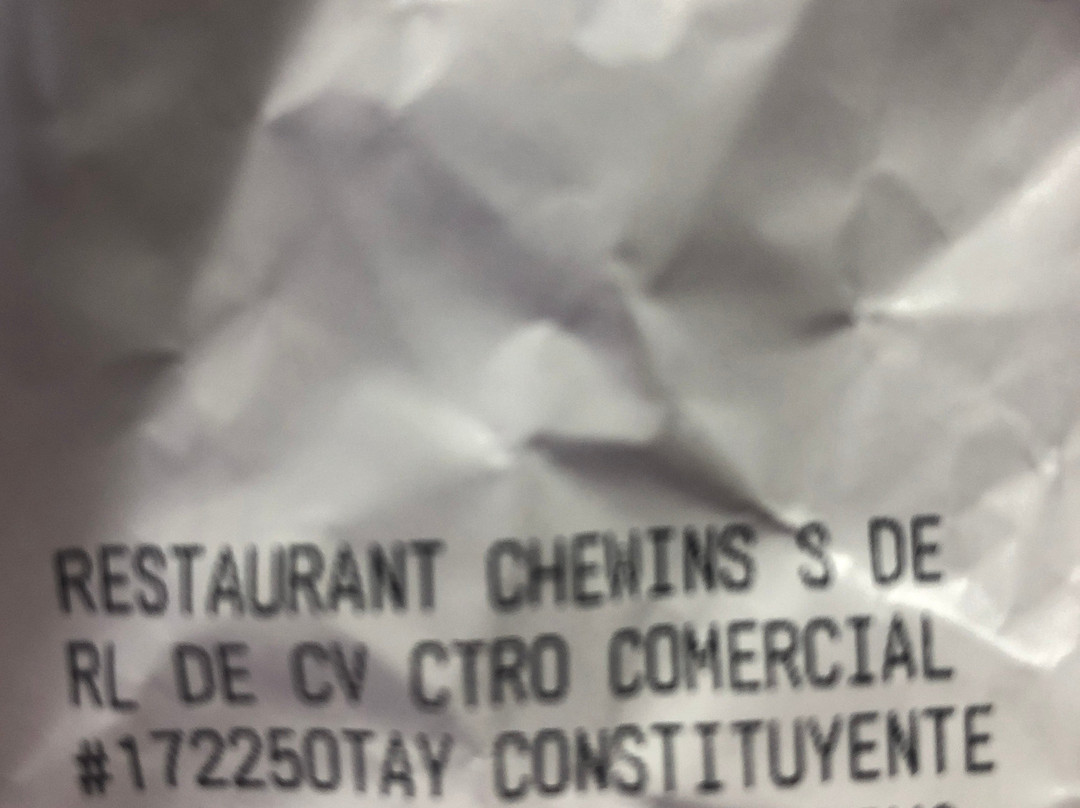 RESTAURANT CHEWINS S DE
RL DE CV CTRO COMERCIAL
#172250TAY CONSTITUYENTE